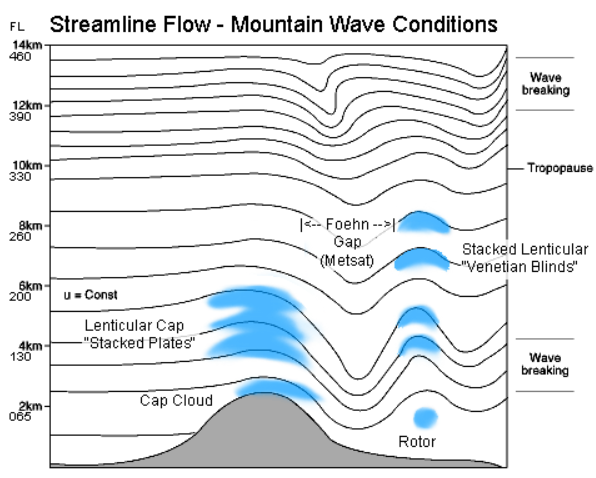 FL
Streamline Flow - Mountain Wave Conditions
14km
460
Wave
breaking
12km
390
10km
330
Tropopause
8km
260
|<-- Foehn -->|
Gap
(Metsat)
Stacked Lenticular
"Venetian Blinds"
6km
200
u = Const
Lenticular Cap
"Stacked Plates"
4km
130
Wave
breaking
Cap Cloud
2km
065
Rotor